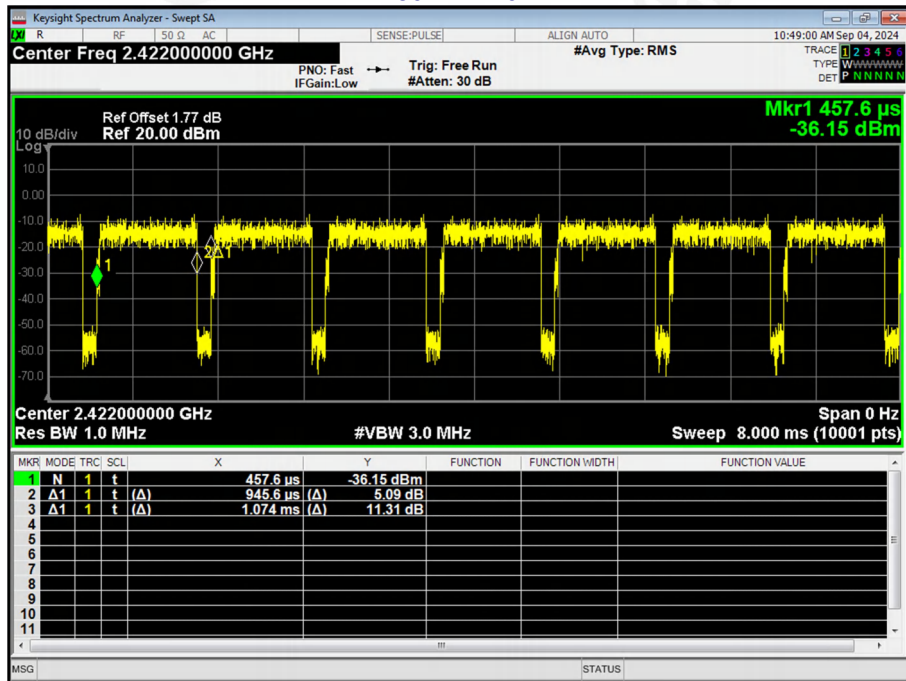 Keysight Spectrum Analyzer - Swept SA
LXI R RF 50 Ω AC SENSE:PULSE ALIGN AUTO 10:49:00 AM Sep 04, 2024
Center Freq 2.422000000 GHz #Avg Type: RMS TRACE 1 2 3 4 5 6
PNO: Fast Trig: Free Run TYPE WWWWWW
IFGain:Low #Atten: 30 dB DET P N N N N N
Mkr1 457.6 µs
-36.15 dBm
Ref Offset 1.77 dB
10 dB/div Ref 20.00 dBm
Log
10.0
0.00
-10.0
-20.0
-30.0
-40.0
-50.0
-60.0
-70.0
1
2Δ1
Center 2.422000000 GHz Span 0 Hz
Res BW 1.0 MHz #VBW 3.0 MHz Sweep 8.000 ms (10001 pts)
MKR MODE TRC SCL X Y FUNCTION FUNCTION WIDTH FUNCTION VALUE
1 N 1 t 457.6 µs -36.15 dBm
2 Δ1 1 t (Δ) 945.6 µs (Δ) 5.09 dB
3 Δ1 1 t (Δ) 1.074 ms (Δ) 11.31 dB
4
5
6
7
8
9
10
11
MSG STATUS